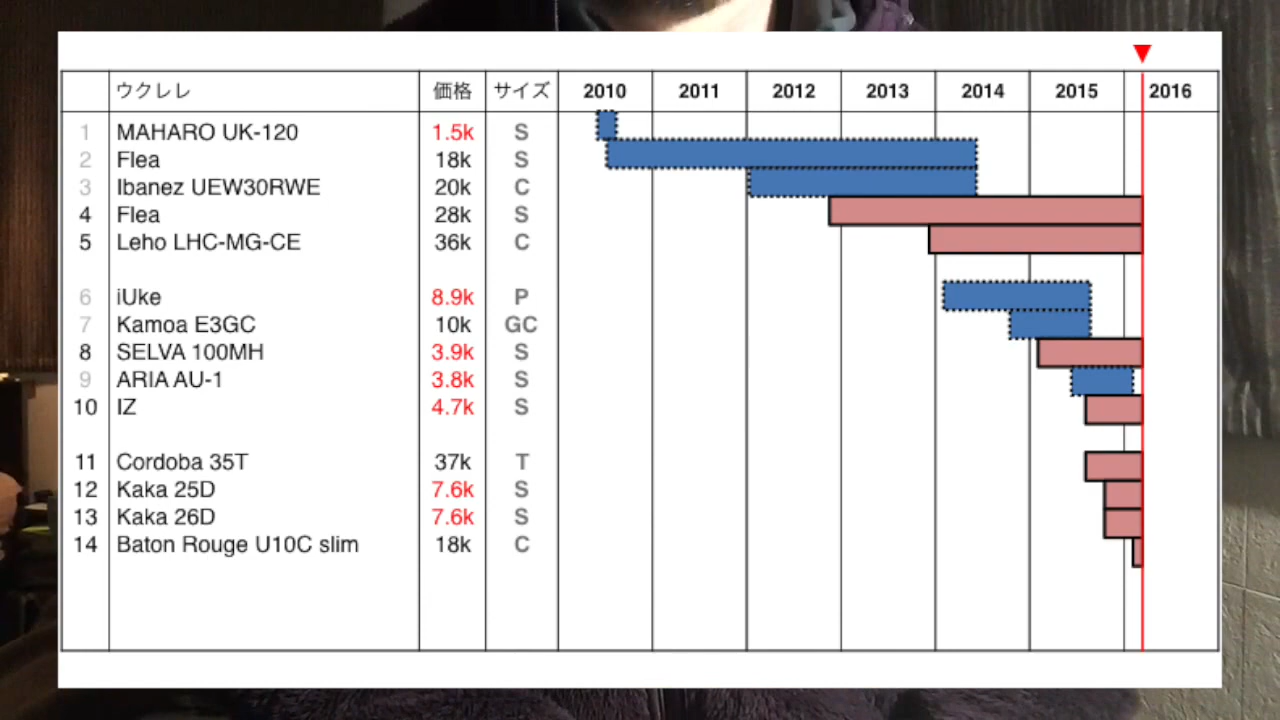 ウクレレ 価格 サイズ 2010 2011 2012 2013 2014 2015 2016
1 MAHARO UK-120 1.5k S
2 Flea 18k S
3 Ibanez UEW30RWE 20k C
4 Flea 28k S
5 Leho LHC-MG-CE 36k C
6 iUke 8.9k P
7 Kamoa E3GC 10k GC
8 SELVA 100MH 3.9k S
9 ARIA AU-1 3.8k S
10 IZ 4.7k S
11 Cordoba 35T 37k T
12 Kaka 25D 7.6k S
13 Kaka 26D 7.6k S
14 Baton Rouge U10C slim 18k C